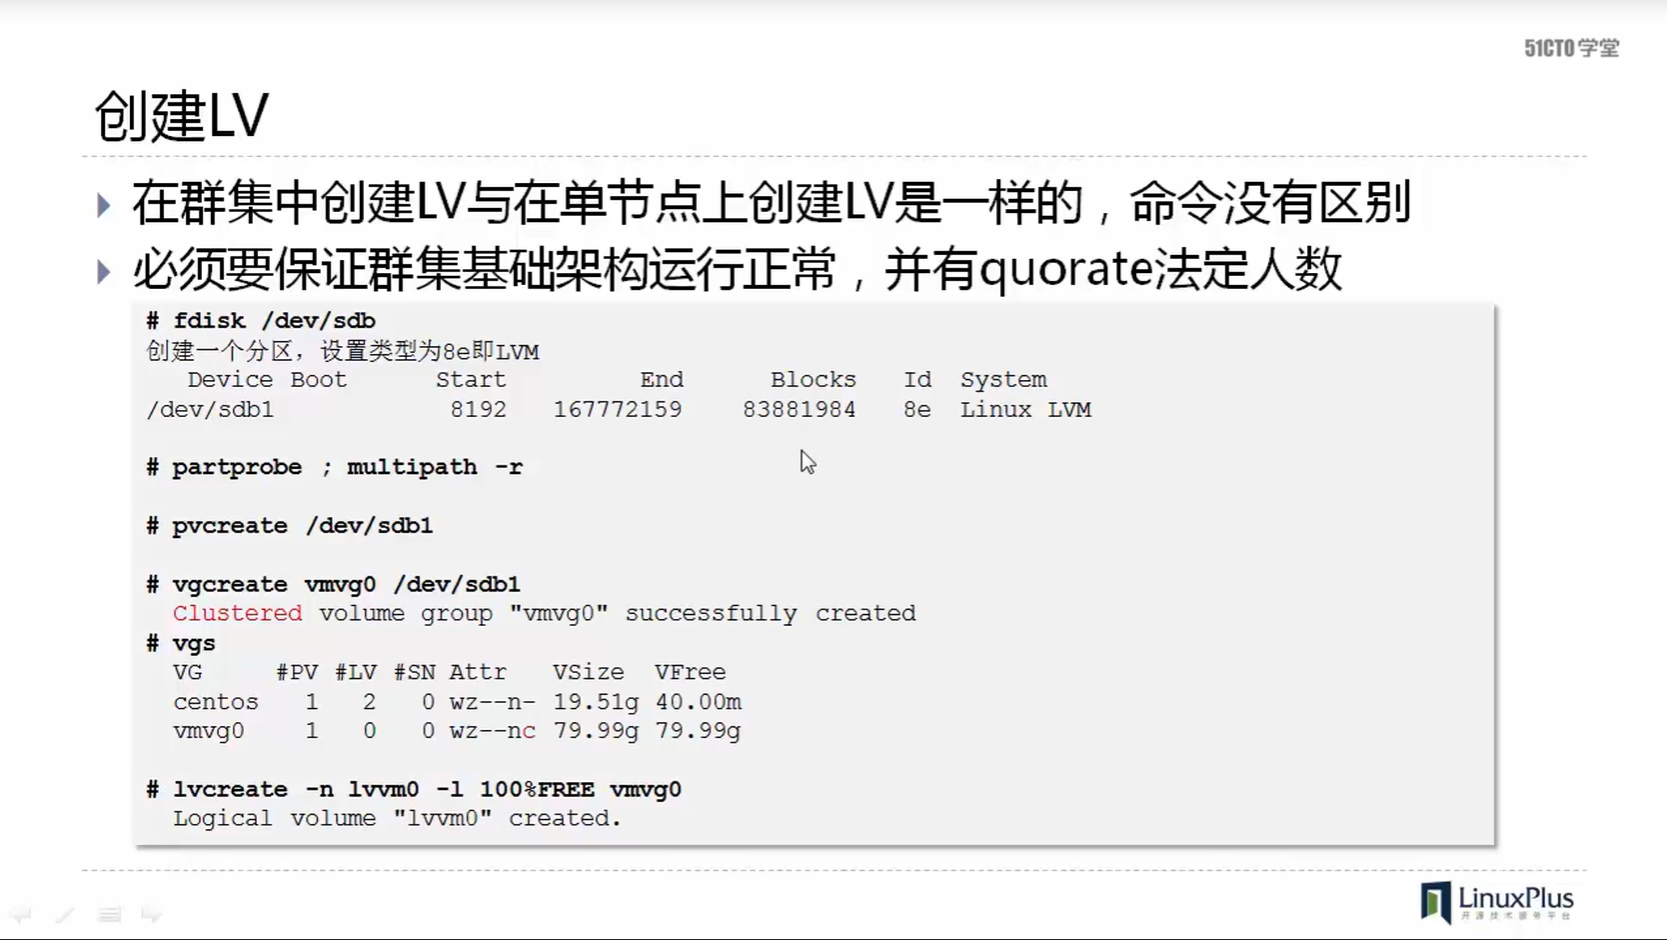 51CTO学堂
创建LV
在群集中创建LV与在单节点上创建LV是一样的，命令没有区别
必须要保证群集基础架构运行正常，并有quorate法定人数
# fdisk /dev/sdb
创建一个分区，设置类型为8e即LVM
Device Boot Start End Blocks Id System
/dev/sdb1 8192 167772159 83881984 8e Linux LVM
# partprobe ; multipath -r
# pvcreate /dev/sdb1
# vgcreate vmvg0 /dev/sdb1
Clustered volume group "vmvg0" successfully created
# vgs
VG #PV #LV #SN Attr VSize VFree
centos 1 2 0 wz--n- 19.51g 40.00m
vmvg0 1 0 0 wz--nc 79.99g 79.99g
# lvcreate -n lvvm0 -l 100%FREE vmvg0
Logical volume "lvvm0" created.
LinuxPlus
开源技术服务平台